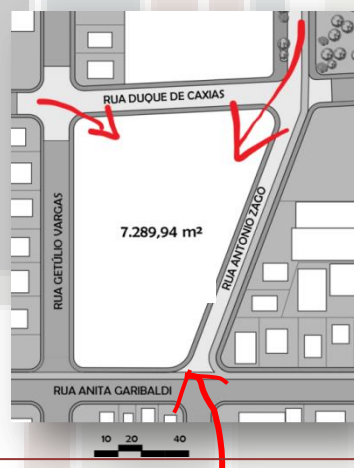 RUA DUQUE DE CAXIAS
RUA GETÚLIO VARGAS
7.289,94 m²
RUA ANTONIO ZAGO
RUA ANITA GARIBALDI
10 20 40